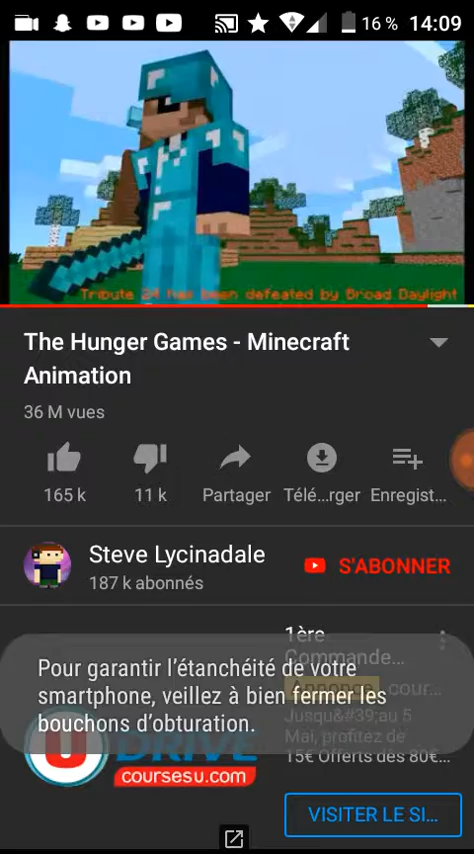 16 % 14:09
Tribute 24 has been defeated by Broad Daylight
The Hunger Games - Minecraft
Animation
36 M vues
165 k 11 k Partager Télé...rger Enregist...
Steve Lycinadale
187 k abonnés
S'ABONNER
1ère
Commande...
Annonce cour...
Jusqu&#39;au 5
Mai, profitez de
15€ Offerts dès 80€...
Pour garantir l'étanchéité de votre
smartphone, veillez à bien fermer les
bouchons d'obturation.
U DRIVE
coursesu.com
VISITER LE SI...